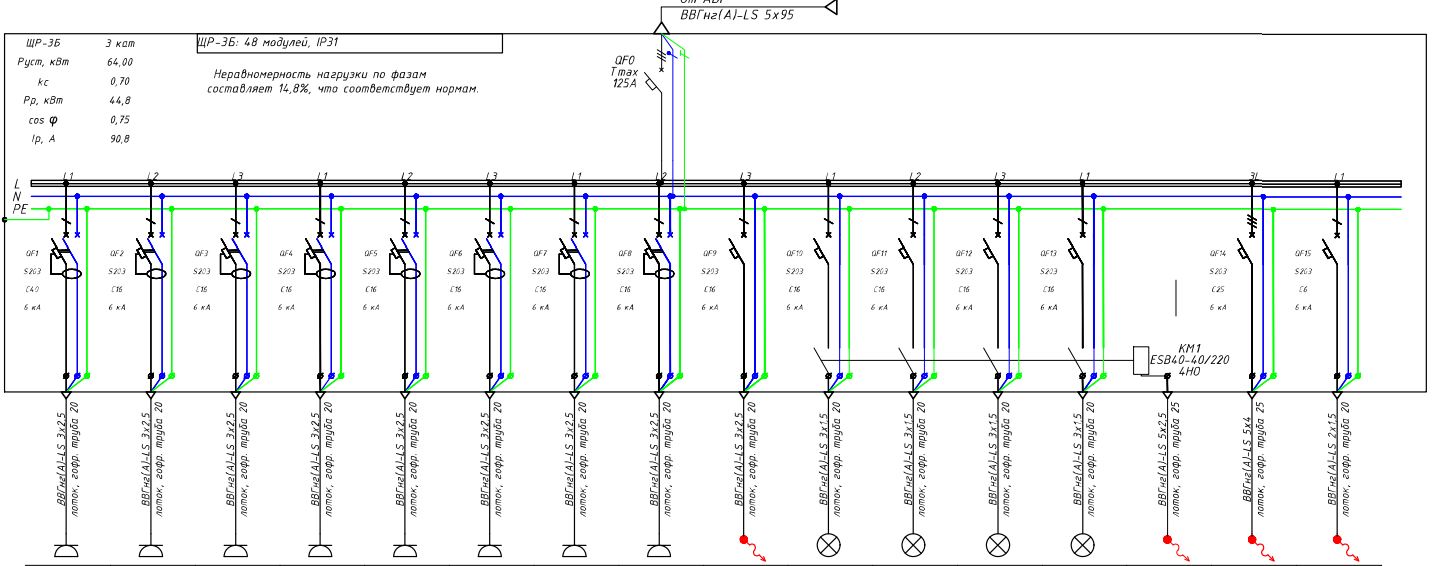 от АВР
ВВГнг(А)-LS 5x95
ЩР-3Б 3 кат
Руст, кВт 64,00
kc 0,70
Рр, кВт 44,8
cos φ 0,75
Iр, А 90,8
ЩР-3Б: 48 модулей, IP31
Неравномерность нагрузки по фазам
составляет 14,8%, что соответствует нормам.
QF0
Tmax
125А
L1 L2 L3 L1 L2 L3 L1 L2 L3 L1 L2 L3 L1 3L L1
L
N
PE
QF1 QF2 QF3 QF4 QF5 QF6 QF7 QF8 QF9 QF10 QF11 QF12 QF13 QF14 QF15
S203 S203 S203 S203 S203 S203 S203 S203 S203 S203 S203 S203 S203 S203 S203
C40 C16 C16 C16 C16 C16 C16 C16 C16 C16 C16 C16 C16 C25 C6
6 кА 6 кА 6 кА 6 кА 6 кА 6 кА 6 кА 6 кА 6 кА 6 кА 6 кА 6 кА 6 кА 6 кА 6 кА
КМ1
ESB40-40/220
4НО
ВВГнг(А)-LS 3x2,5
лоток, гофр. труба 20
ВВГнг(А)-LS 3x2,5
лоток, гофр. труба 20
ВВГнг(А)-LS 3x2,5
лоток, гофр. труба 20
ВВГнг(А)-LS 3x2,5
лоток, гофр. труба 20
ВВГнг(А)-LS 3x2,5
лоток, гофр. труба 20
ВВГнг(А)-LS 3x2,5
лоток, гофр. труба 20
ВВГнг(А)-LS 3x2,5
лоток, гофр. труба 20
ВВГнг(А)-LS 3x2,5
лоток, гофр. труба 20
ВВГнг(А)-LS 3x2,5
лоток, гофр. труба 20
ВВГнг(А)-LS 3x1,5
лоток, гофр. труба 20
ВВГнг(А)-LS 3x1,5
лоток, гофр. труба 20
ВВГнг(А)-LS 3x1,5
лоток, гофр. труба 20
ВВГнг(А)-LS 3x1,5
лоток, гофр. труба 20
ВВГнг(А)-LS 5x2,5
лоток, гофр. труба 25
ВВГнг(А)-LS 5x4
лоток, гофр. труба 25
ВВГнг(А)-LS 2x1,5
лоток, гофр. труба 20